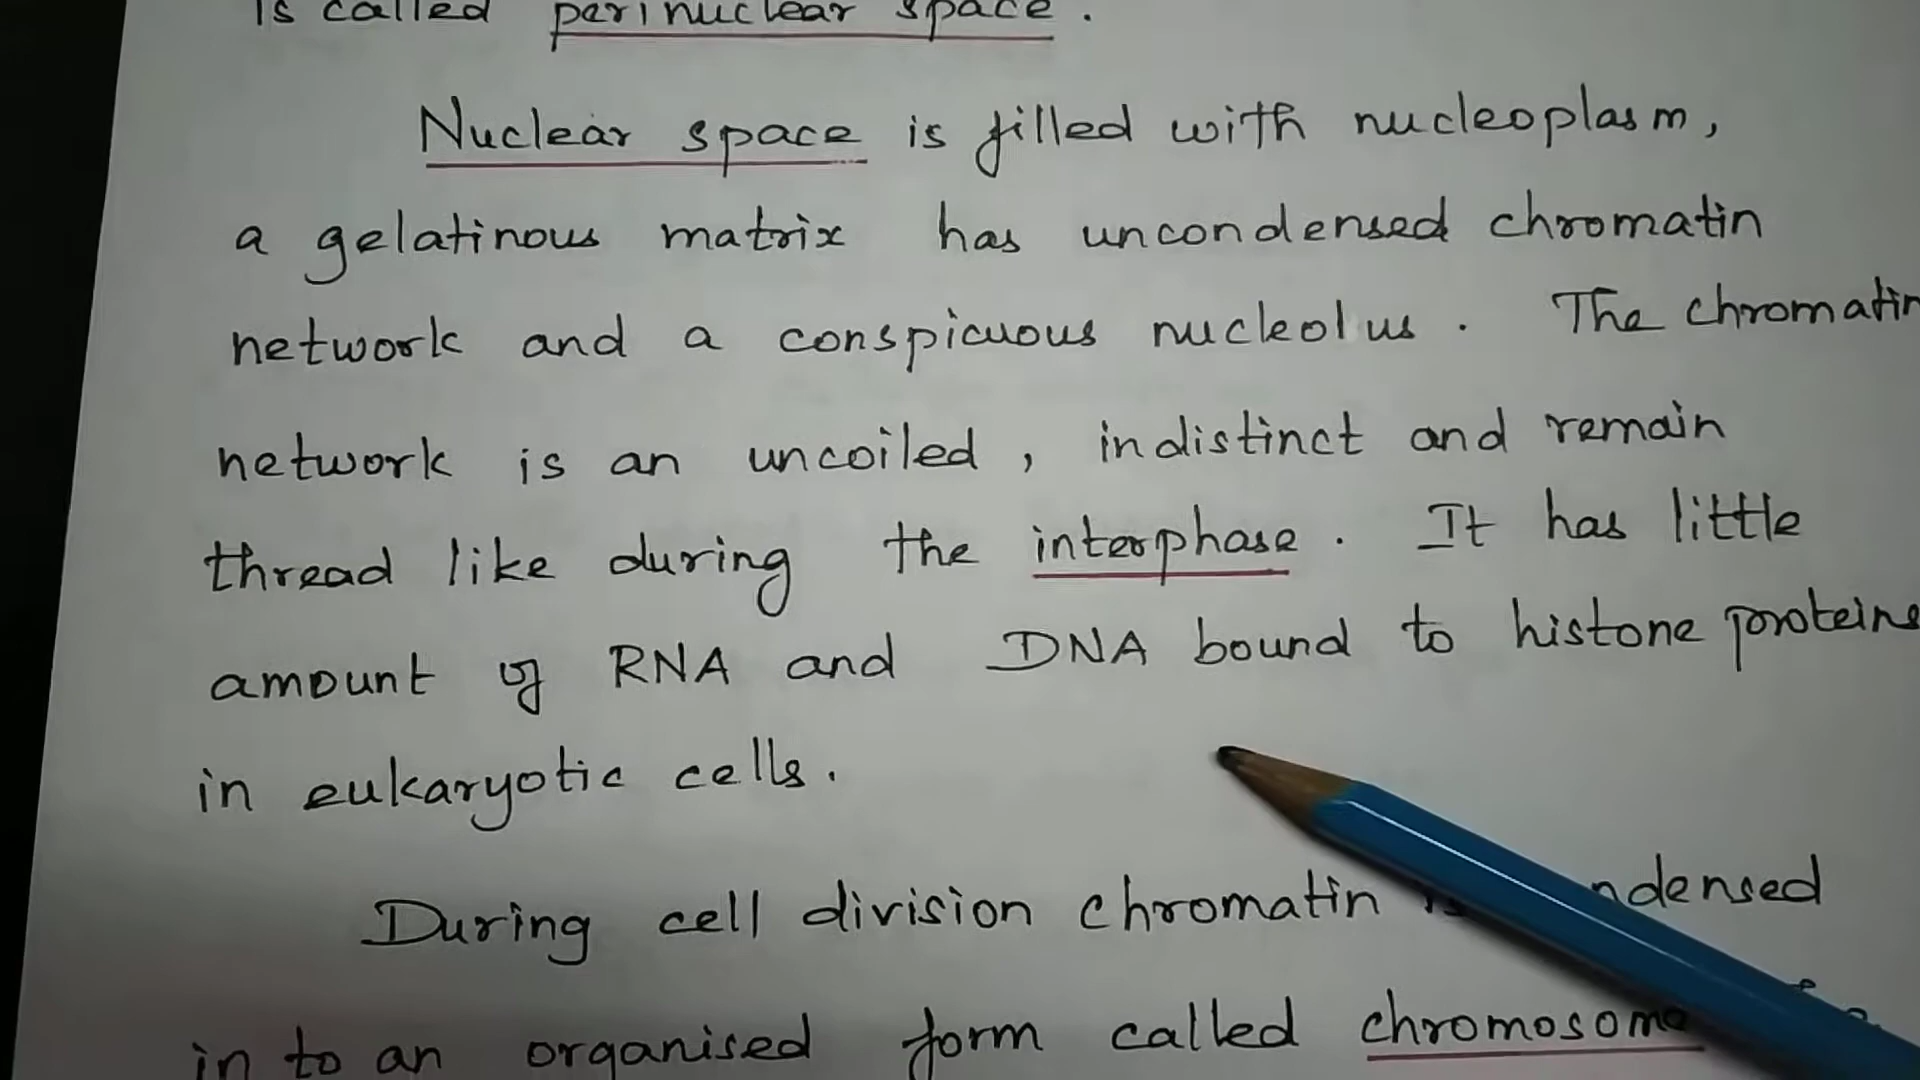 is called perinuclear space.
Nuclear space is filled with nucleoplasm,
a gelatinous matrix has uncondensed chromatin
network and a conspicuous nucleolus. The chromatin
network is an uncoiled, indistinct and remain
thread like during the interphase. It has little
amount of RNA and DNA bound to histone proteins
in eukaryotic cells.
During cell division chromatin is condensed
in to an organised form called chromosome